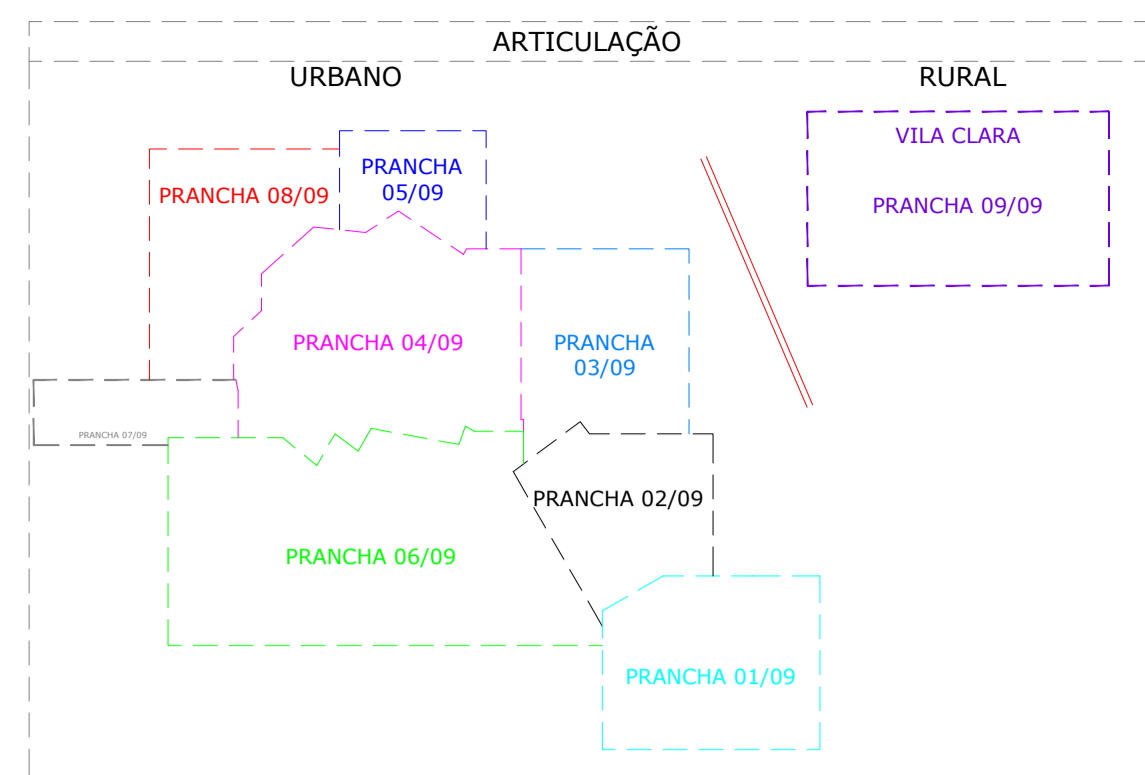 ARTICULAÇÃO
URBANO
RURAL
VILA CLARA
PRANCHA 09/09
PRANCHA
05/09
PRANCHA 08/09
PRANCHA 04/09
PRANCHA
03/09
PRANCHA 07/09
PRANCHA 02/09
PRANCHA 06/09
PRANCHA 01/09